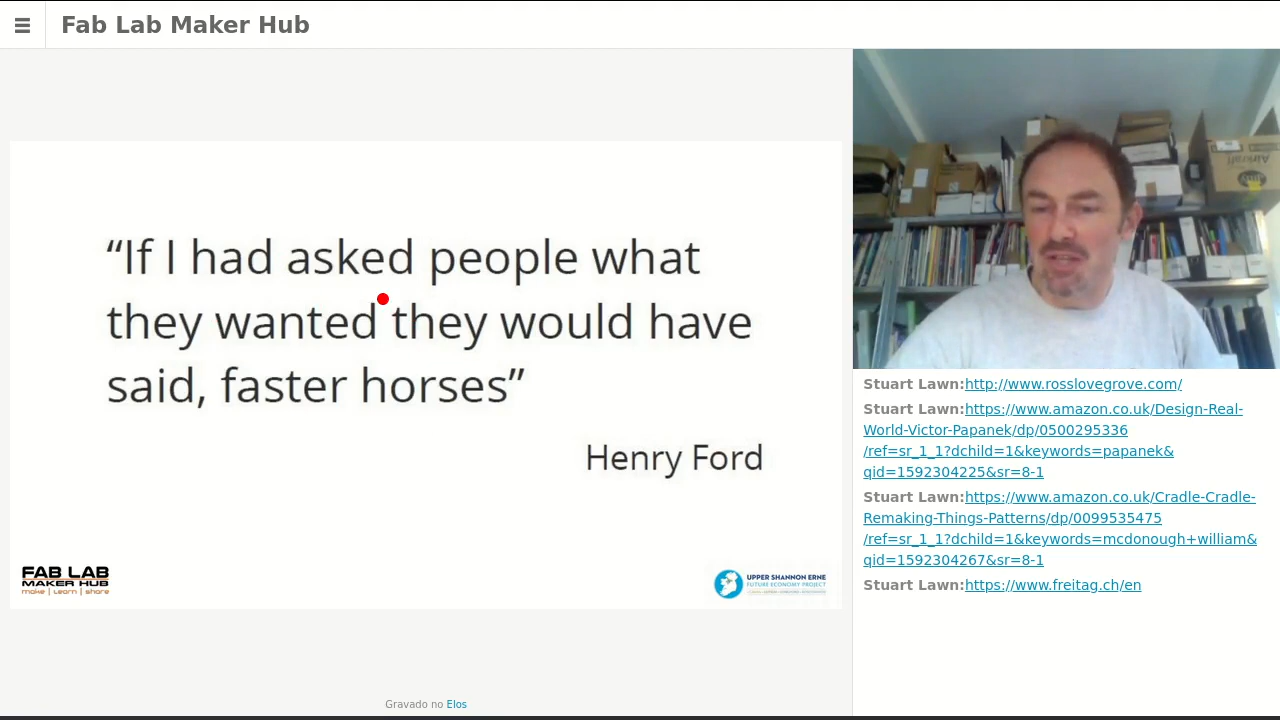 Fab Lab Maker Hub
“If I had asked people what
they wanted they would have
said, faster horses”
Henry Ford
FAB LAB
MAKER HUB
make | Learn | share
UPPER SHANNON ERNE
FUTURE ECONOMY PROJECT
Stuart Lawn:http://www.rosslovegrove.com/
Stuart Lawn:https://www.amazon.co.uk/Design-Real-
World-Victor-Papanek/dp/0500295336
/ref=sr_1_1?dchild=1&keywords=papanek&
qid=1592304225&sr=8-1
Stuart Lawn:https://www.amazon.co.uk/Cradle-Cradle-
Remaking-Things-Patterns/dp/0099535475
/ref=sr_1_1?dchild=1&keywords=mcdonough+william&
qid=1592304267&sr=8-1
Stuart Lawn:https://www.freitag.ch/en
Gravado no Elos